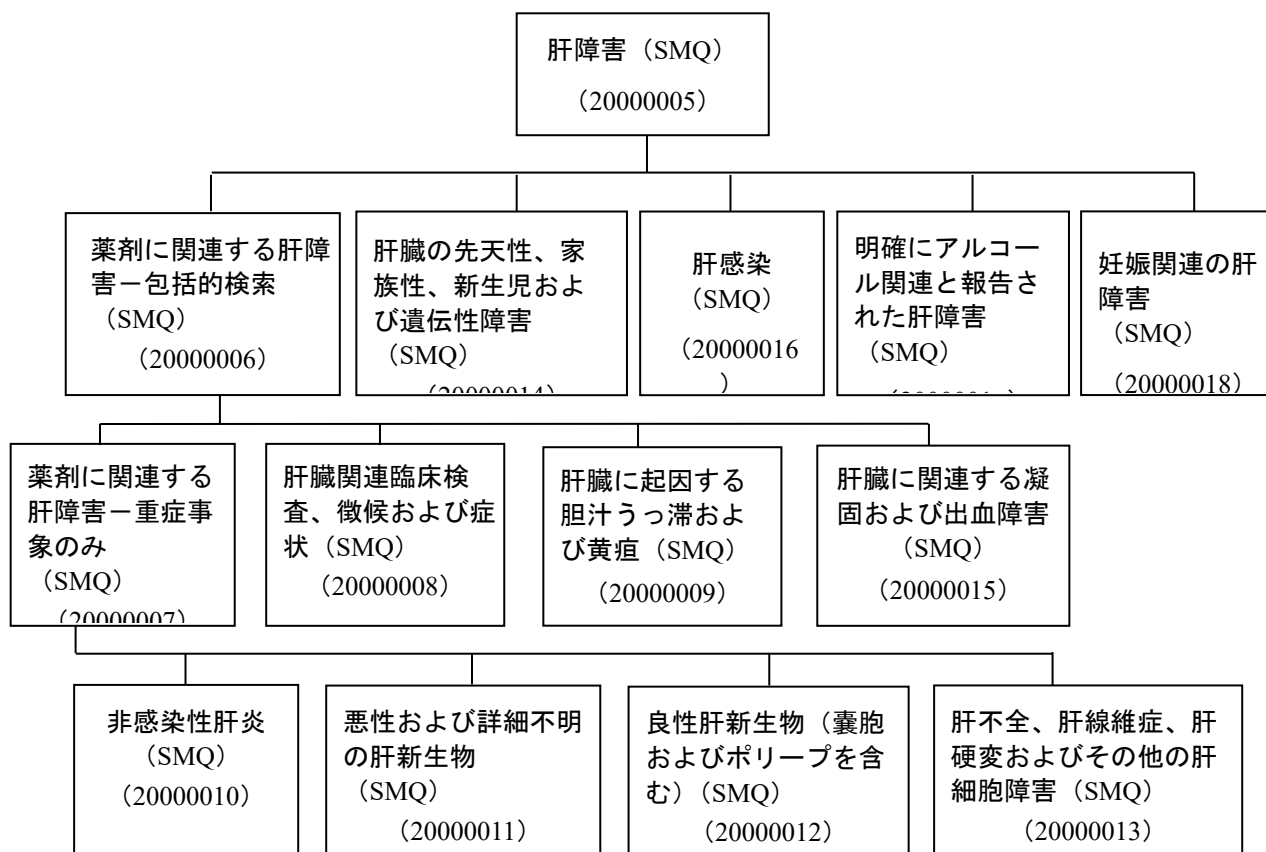 肝障害（SMQ）
（20000005）
薬剤に関連する肝障
害－包括的検索
（SMQ）
（20000006）
肝臓の先天性、家
族性、新生児およ
び遺伝性障害
（SMQ）
（20000014）
肝感染
（SMQ）
（20000016
）
明確にアルコー
ル関連と報告さ
れた肝障害
（SMQ）
妊娠関連の肝
障害
（SMQ）
（20000018）
薬剤に関連する
肝障害－重症事
象のみ
（SMQ）
（20000007）
肝臓関連臨床検
査、徴候および症
状（SMQ）
（20000008）
肝臓に起因する
胆汁うっ滞およ
び黄疸（SMQ）
（20000009）
肝臓に関連する凝
固および出血障害
（SMQ）
（20000015）
非感染性肝炎
（SMQ）
（20000010）
悪性および詳細不明
の肝新生物
（SMQ）
（20000011）
良性肝新生物（嚢胞
およびポリープを含
む）（SMQ）
（20000012）
肝不全、肝線維症、肝
硬変およびその他の肝
細胞障害（SMQ）
（20000013）